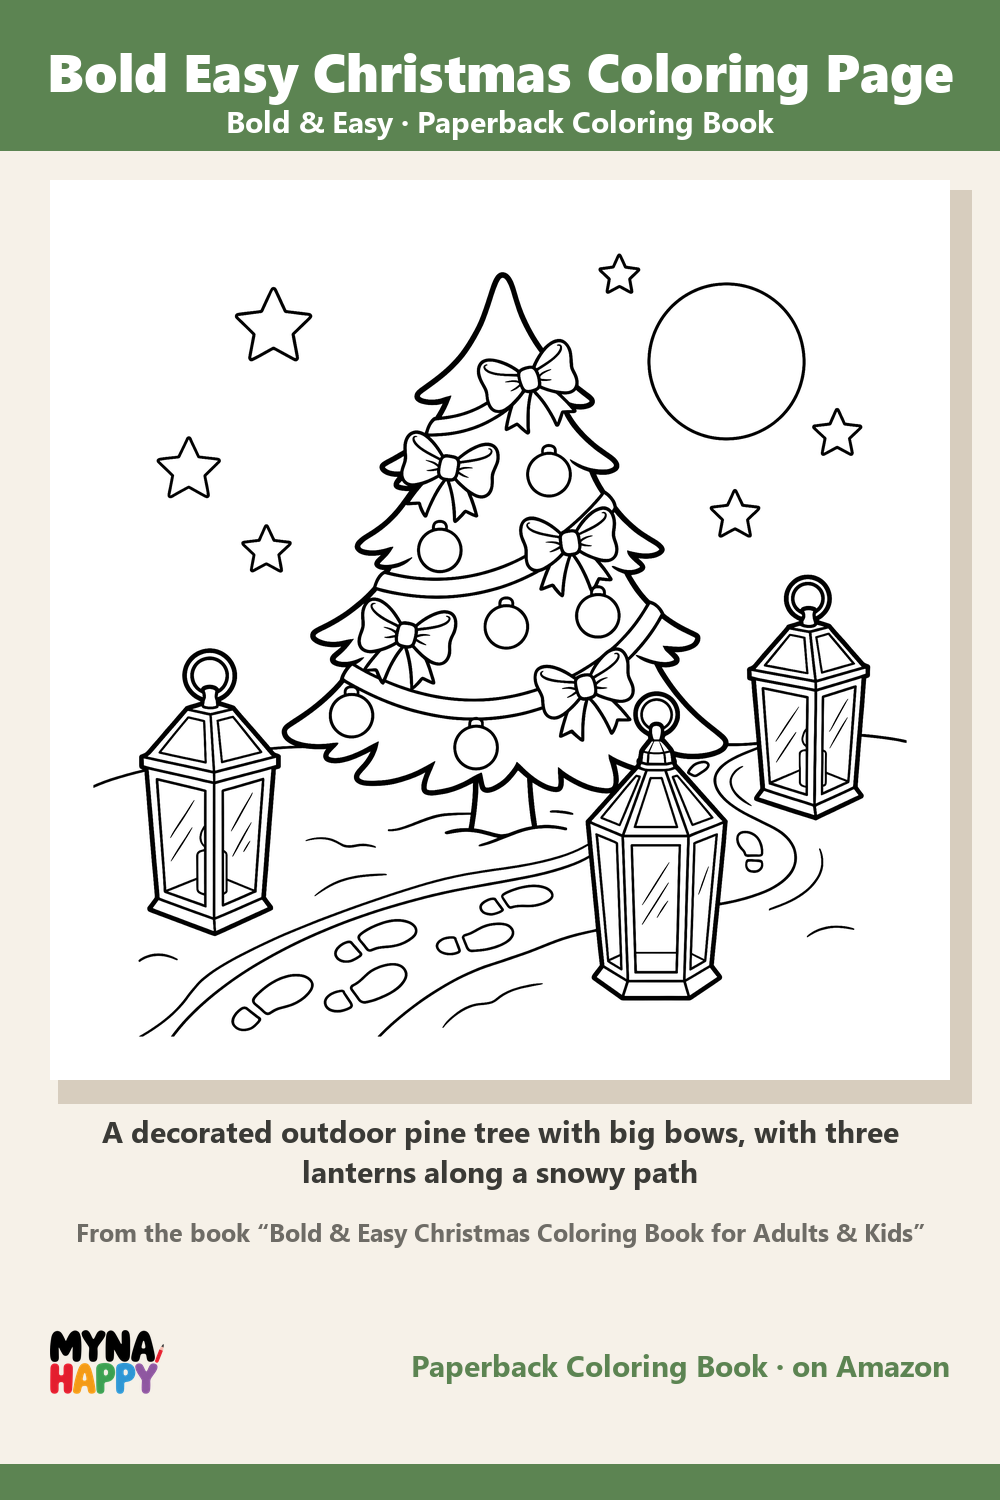 Bold Easy Christmas Coloring Page
Bold & Easy · Paperback Coloring Book
A decorated outdoor pine tree with big bows, with three
lanterns along a snowy path
From the book “Bold & Easy Christmas Coloring Book for Adults & Kids”
MYNA
HAPPY
Paperback Coloring Book · on Amazon